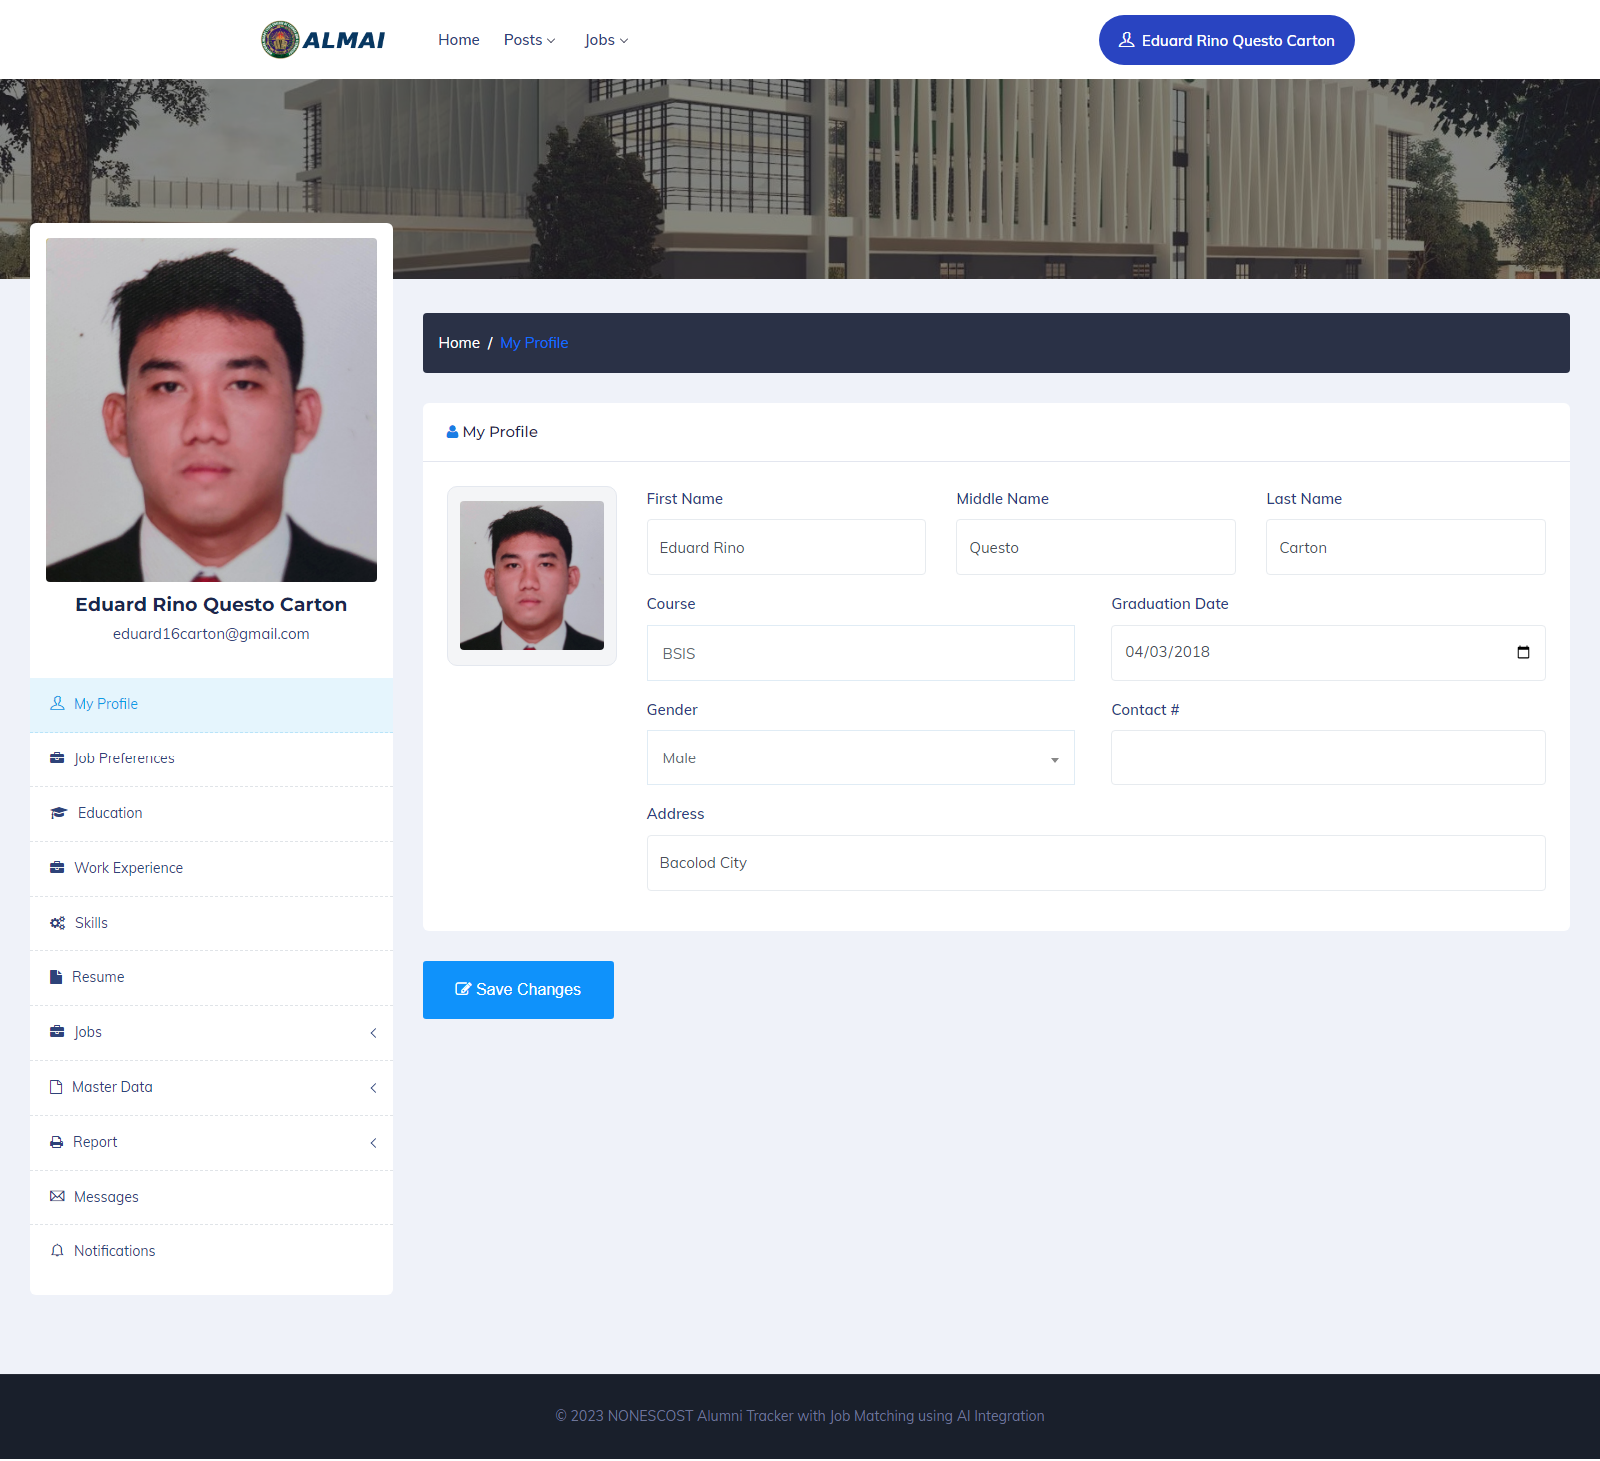 ALMAI
Home Posts Jobs
Eduard Rino Questo Carton
Home / My Profile
Eduard Rino Questo Carton
eduard16carton@gmail.com
My Profile
Job Preferences
Education
Work Experience
Skills
Resume
Jobs
Master Data
Report
Messages
Notifications
My Profile
First Name Middle Name Last Name
Eduard Rino Questo Carton
Course Graduation Date
BSIS 04/03/2018
Gender Contact #
Male
Address
Bacolod City
Save Changes
© 2023 NONESCOST Alumni Tracker with Job Matching using AI Integration